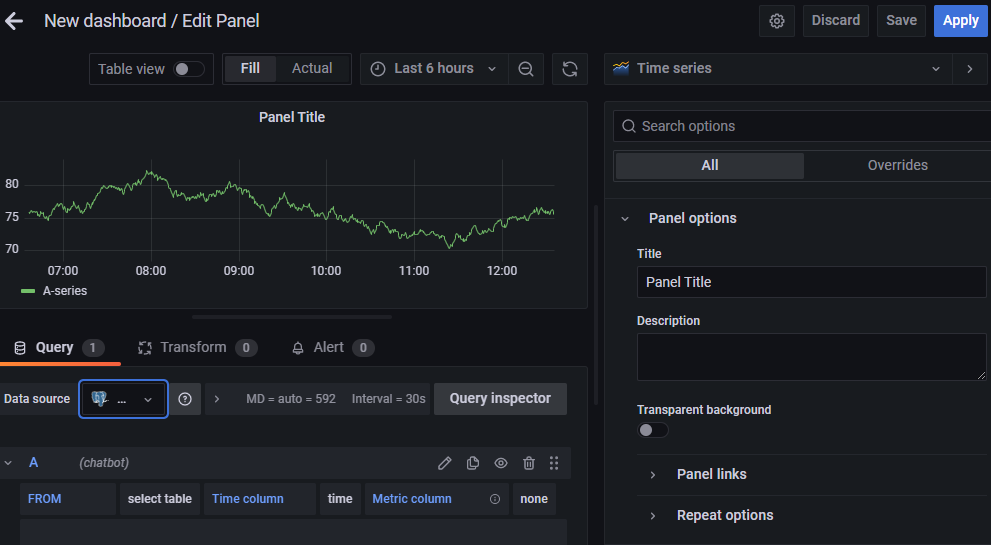 New dashboard / Edit Panel
Discard
Save
Apply
Table view
Fill
Actual
Last 6 hours
Time series
Panel Title
80
75
70
07:00
08:00
09:00
10:00
11:00
12:00
A-series
Search options
All
Overrides
Panel options
Title
Panel Title
Description
Transparent background
Panel links
Repeat options
Query 1
Transform 0
Alert 0
Data source
...
MD = auto = 592
Interval = 30s
Query inspector
A
(chatbot)
FROM
select table
Time column
time
Metric column
none